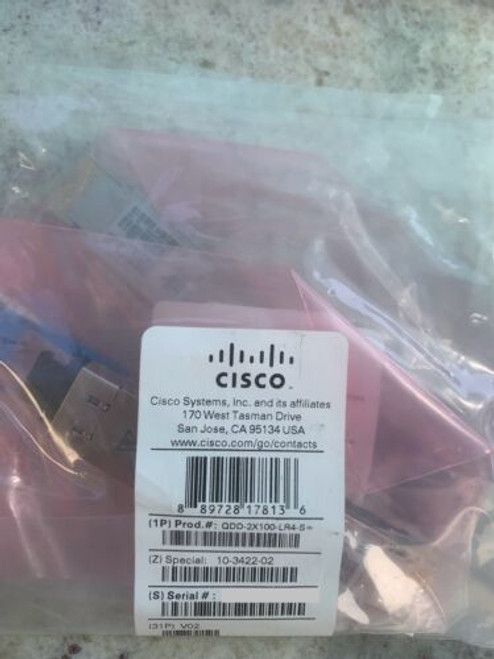 CISCO
Cisco Systems, Inc. and its affiliates
170 West Tasman Drive
San Jose, CA 95134 USA
www.cisco.com/go/contacts
8 89728 17813 6
(1P) Prod.#: QDD-2X100-LR4-S=
(Z) Special: 10-3422-02
(S) Serial # :
(31P) V02